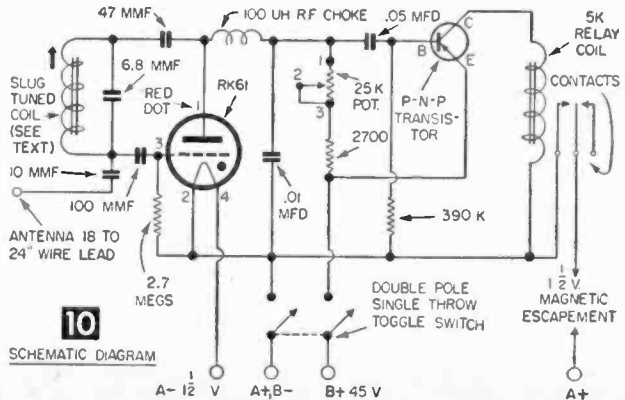 47 MMF
100 UH R.F CHOKE
.05 MFD
5K
RELAY
COIL
6.8 MMF
SLUG
TUNED
COIL
(SEE
TEXT)
RED
DOT
RK61
1
C
B
E
1
2
25 K
POT.
3
P-N-P
TRANSIS-
TOR
CONTACTS
3
2700
10 MMF
100 MMF
2
4
.01
MFD
390 K
ANTENNA 18 TO
24" WIRE LEAD
2.7
MEGS
DOUBLE POLE
SINGLE THROW
TOGGLE SWITCH
1 1/2 V.
MAGNETIC
ESCAPEMENT
10
SCHEMATIC DIAGRAM
A- 1 1/2 V
A+,B-
B+ 45 V
A+